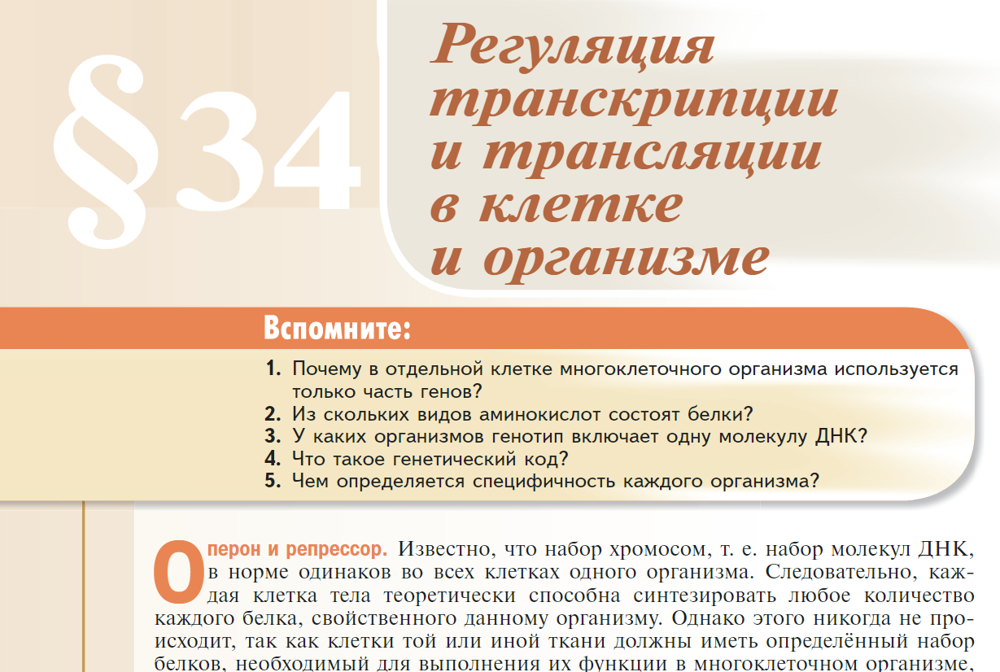 §34
Регуляция
транскрипции
и трансляции
в клетке
и организме
Вспомните:
1. Почему в отдельной клетке многоклеточного организма используется
только часть генов?
2. Из скольких видов аминокислот состоят белки?
3. У каких организмов генотип включает одну молекулу ДНК?
4. Что такое генетический код?
5. Чем определяется специфичность каждого организма?
Оперон и репрессор. Известно, что набор хромосом, т. е. набор молекул ДНК,
в норме одинаков во всех клетках одного организма. Следовательно, каж-
дая клетка тела теоретически способна синтезировать любое количество
каждого белка, свойственного данному организму. Однако этого никогда не про-
исходит, так как клетки той или иной ткани должны иметь определённый набор
белков, необходимый для выполнения их функции в многоклеточном организме,